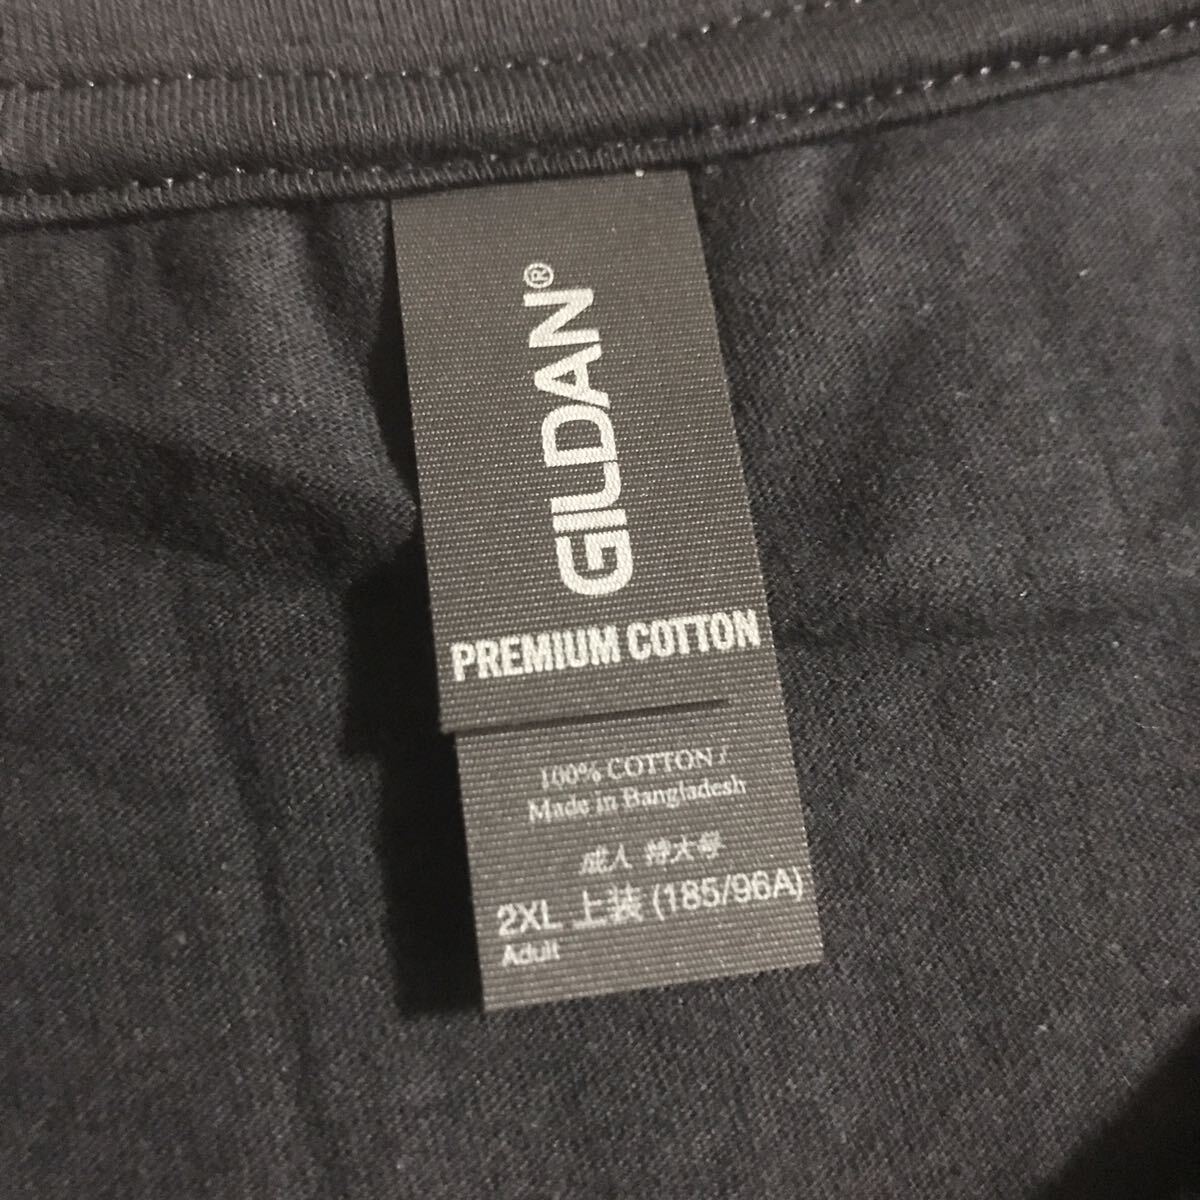 GILDAN®
PREMIUM COTTON
100% COTTON
Made in Bangladesh
成人 特大号
2XL 上装 (185/96A)
Adult